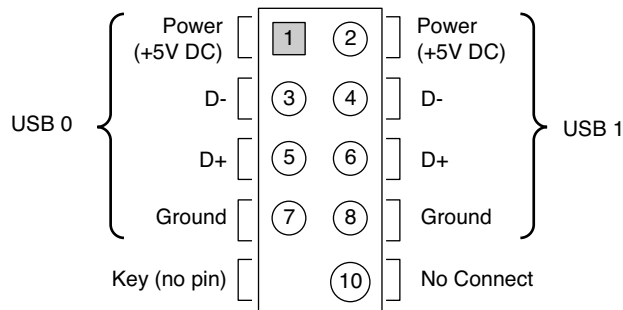 Power
(+5V DC)
1
2
Power
(+5V DC)
D-
3
4
D-
USB 0
USB 1
D+
5
6
D+
Ground
7
8
Ground
Key (no pin)
10
No Connect